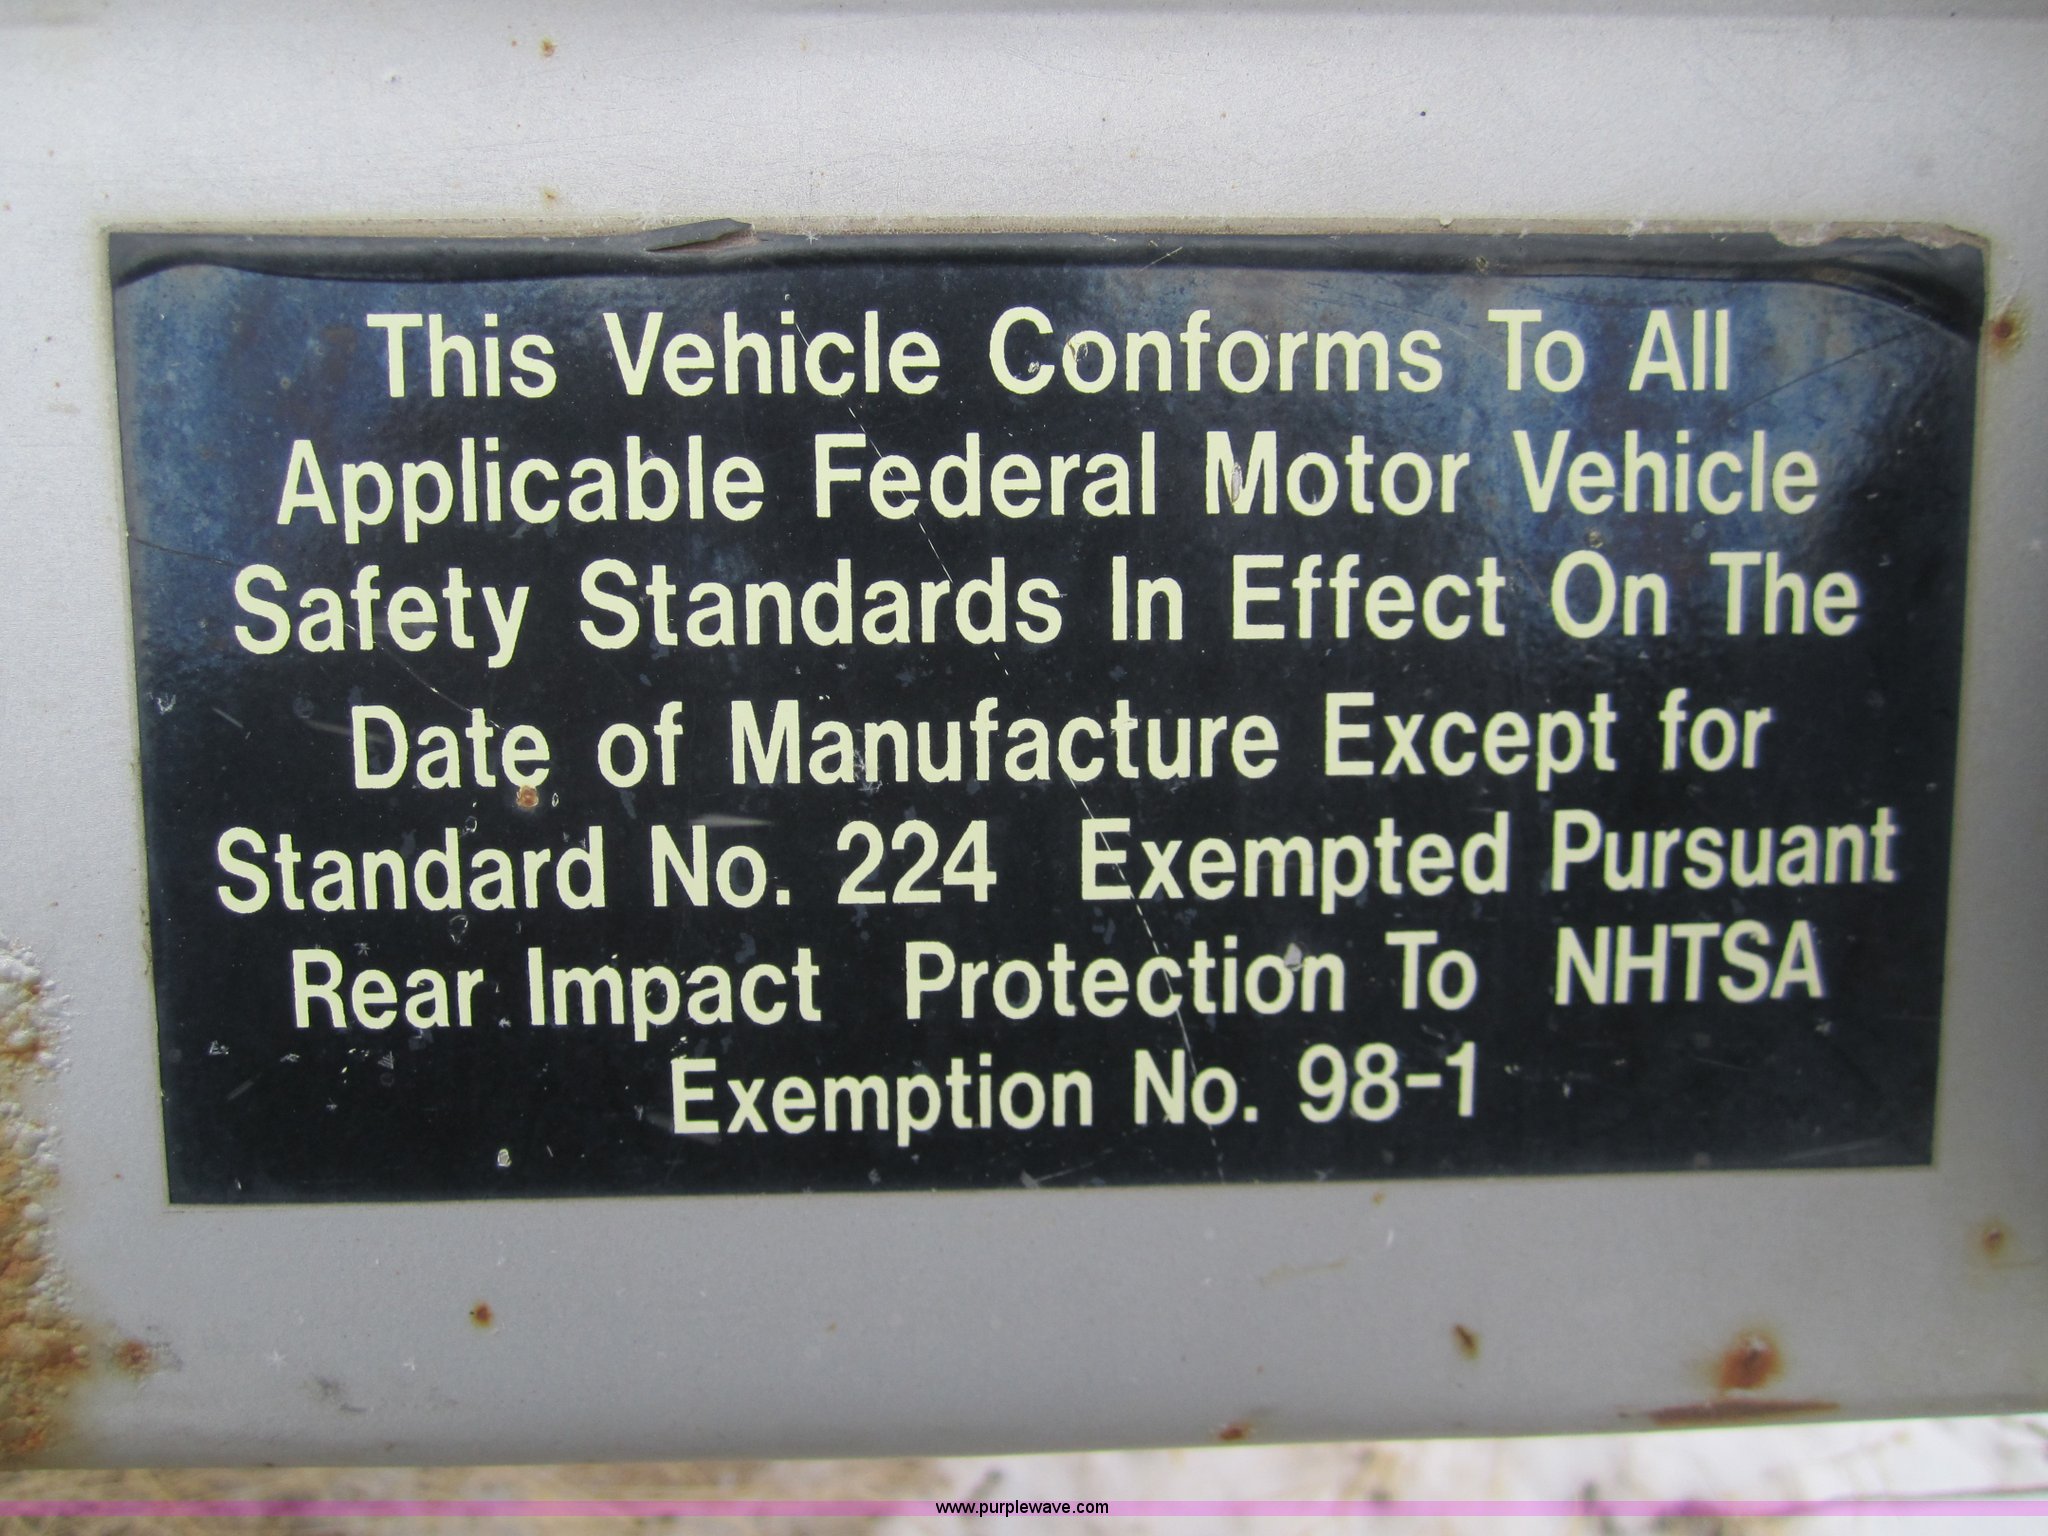 This Vehicle Conforms To All
Applicable Federal Motor Vehicle
Safety Standards In Effect On The
Date of Manufacture Except for
Standard No. 224 Exempted Pursuant
Rear Impact Protection To NHTSA
Exemption No. 98-1
www.purplewave.com